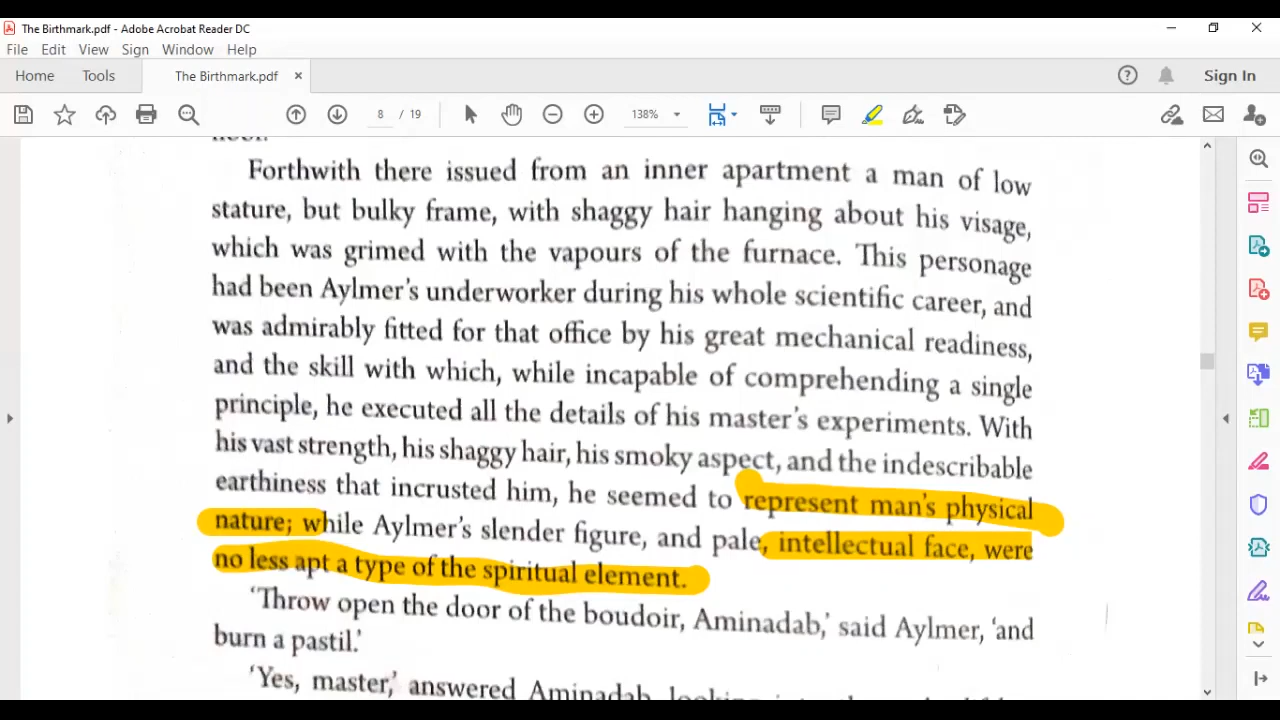 The Birthmark.pdf - Adobe Acrobat Reader DC
File Edit View Sign Window Help
Home Tools The Birthmark.pdf Sign In
8 / 19 138%
Forthwith there issued from an inner apartment a man of low
stature, but bulky frame, with shaggy hair hanging about his visage,
which was grimed with the vapours of the furnace. This personage
had been Aylmer's underworker during his whole scientific career, and
was admirably fitted for that office by his great mechanical readiness,
and the skill with which, while incapable of comprehending a single
principle, he executed all the details of his master's experiments. With
his vast strength, his shaggy hair, his smoky aspect, and the indescribable
earthiness that incrusted him, he seemed to represent man's physical
nature; while Aylmer's slender figure, and pale, intellectual face, were
no less apt a type of the spiritual element.
'Throw open the door of the boudoir, Aminadab,' said Aylmer, 'and
burn a pastil.'
'Yes, master,' answered Aminadab, looking